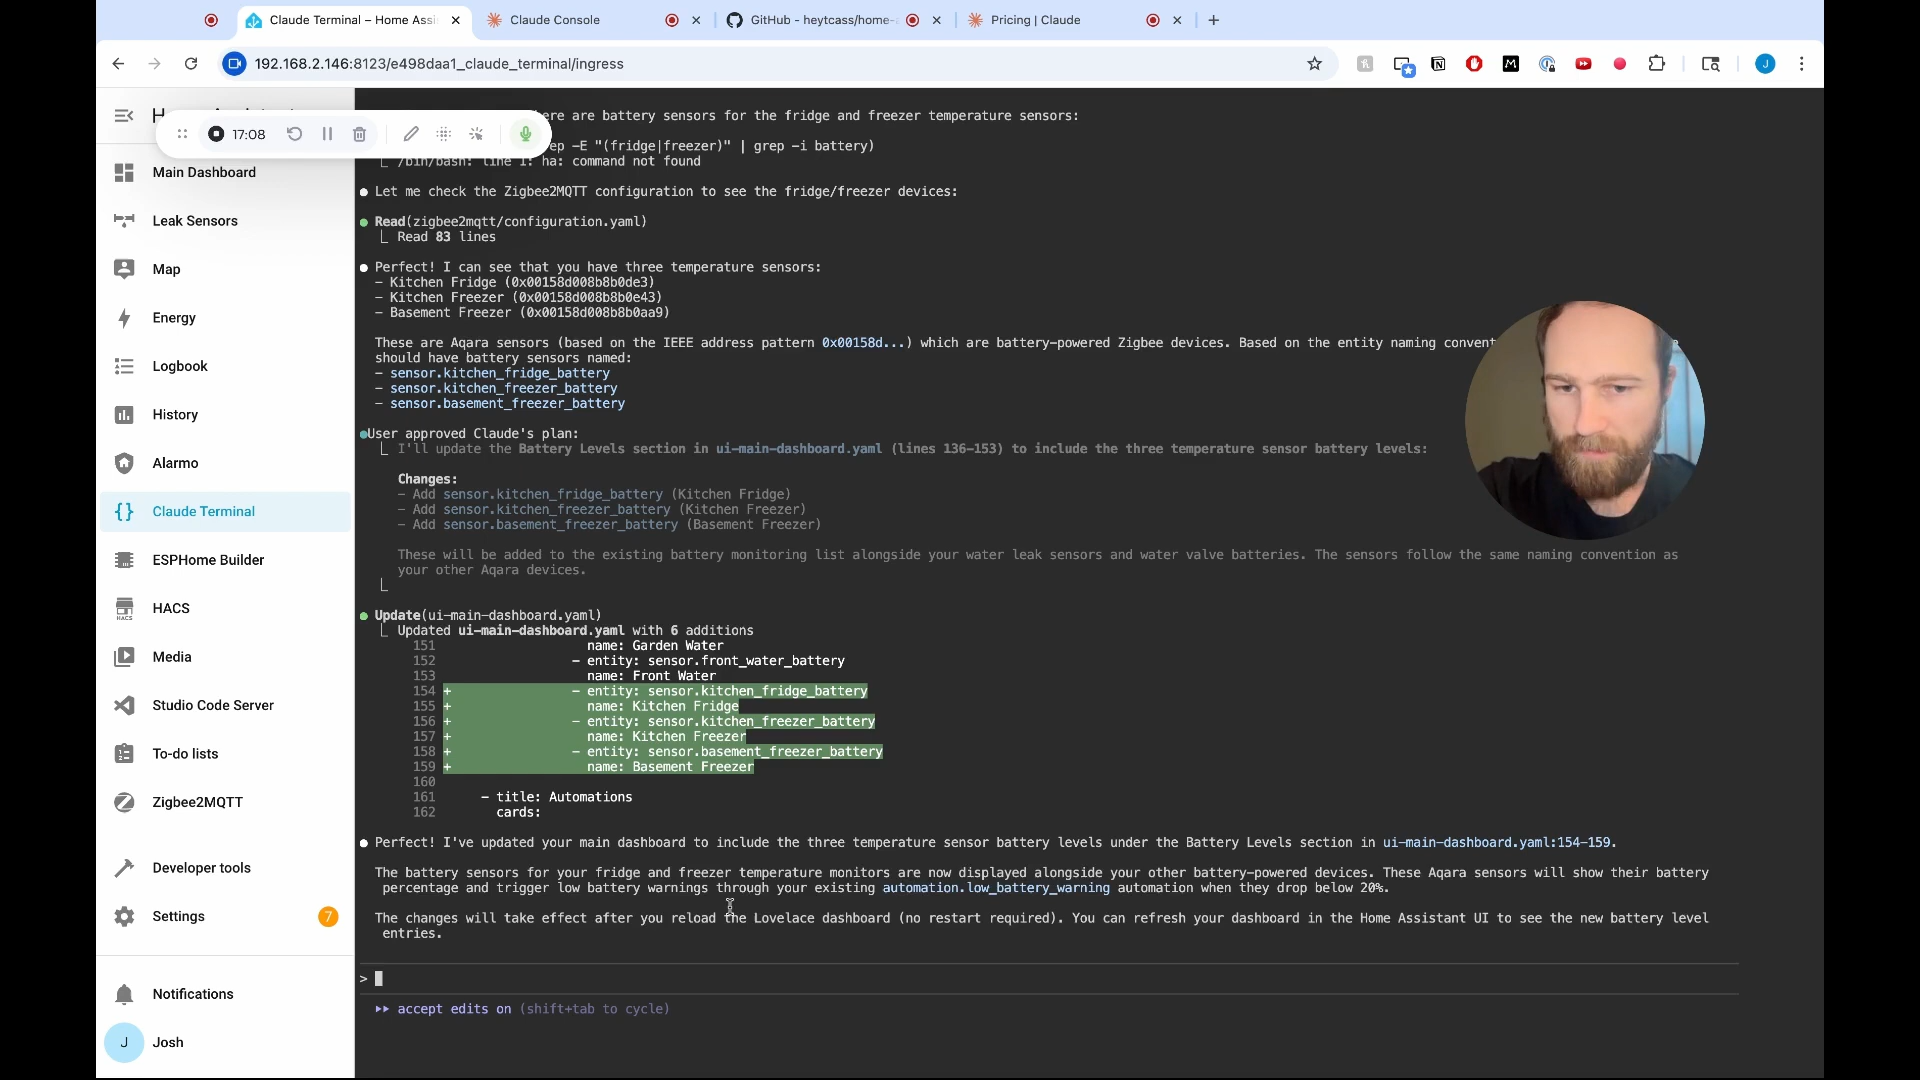 Claude Terminal – Home Assi
Claude Console
GitHub - heytcass/home-
Pricing | Claude
192.168.2.146:8123/e498daa1_claude_terminal/ingress
17:08
Main Dashboard
Leak Sensors
Map
Energy
Logbook
History
Alarmo
Claude Terminal
ESPHome Builder
HACS
HACS
Media
Studio Code Server
To-do lists
Zigbee2MQTT
Developer tools
Settings
7
Notifications
J
Josh
J
ere are battery sensors for the fridge and freezer temperature sensors:
ep -E "(fridge|freezer)" | grep -i battery)
/bin/bash: line 1: ha: command not found
Let me check the Zigbee2MQTT configuration to see the fridge/freezer devices:
Read(zigbee2mqtt/configuration.yaml)
Read 83 lines
Perfect! I can see that you have three temperature sensors:
- Kitchen Fridge (0x00158d008b8b0de3)
- Kitchen Freezer (0x00158d008b8b0e43)
- Basement Freezer (0x00158d008b8b0aa9)
These are Aqara sensors (based on the IEEE address pattern 0x00158d...) which are battery-powered Zigbee devices. Based on the entity naming convent
should have battery sensors named:
- sensor.kitchen_fridge_battery
- sensor.kitchen_freezer_battery
- sensor.basement_freezer_battery
User approved Claude's plan:
I'll update the Battery Levels section in ui-main-dashboard.yaml (lines 136-153) to include the three temperature sensor battery levels:
Changes:
- Add sensor.kitchen_fridge_battery (Kitchen Fridge)
- Add sensor.kitchen_freezer_battery (Kitchen Freezer)
- Add sensor.basement_freezer_battery (Basement Freezer)
These will be added to the existing battery monitoring list alongside your water leak sensors and water valve batteries. The sensors follow the same naming convention as
your other Aqara devices.
Update(ui-main-dashboard.yaml)
Updated ui-main-dashboard.yaml with 6 additions
151 name: Garden Water
152 - entity: sensor.front_water_battery
153 name: Front Water
154 + - entity: sensor.kitchen_fridge_battery
155 + name: Kitchen Fridge
156 + - entity: sensor.kitchen_freezer_battery
157 + name: Kitchen Freezer
158 + - entity: sensor.basement_freezer_battery
159 + name: Basement Freezer
160
161 - title: Automations
162 cards:
Perfect! I've updated your main dashboard to include the three temperature sensor battery levels under the Battery Levels section in ui-main-dashboard.yaml:154-159.
The battery sensors for your fridge and freezer temperature monitors are now displayed alongside your other battery-powered devices. These Aqara sensors will show their battery
percentage and trigger low battery warnings through your existing automation.low_battery_warning automation when they drop below 20%.
The changes will take effect after you reload the Lovelace dashboard (no restart required). You can refresh your dashboard in the Home Assistant UI to see the new battery level
entries.
>
▸▸ accept edits on (shift+tab to cycle)